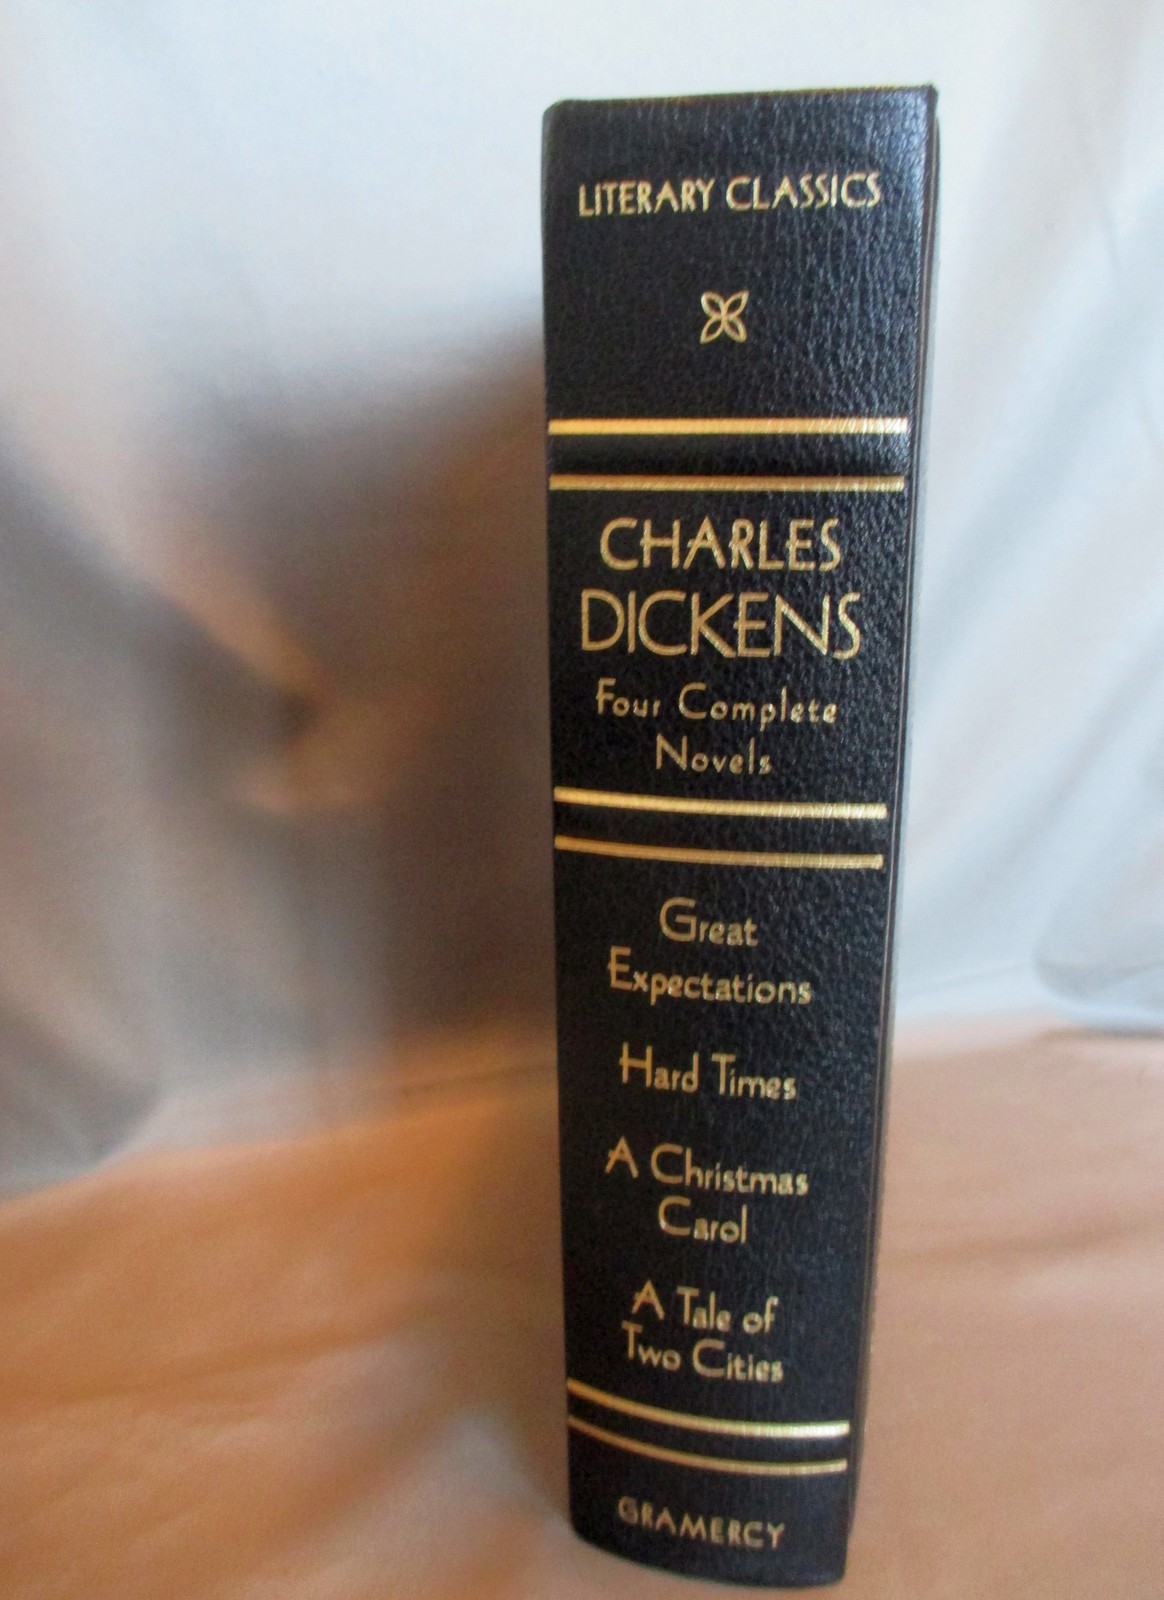 LITERARY CLASSICS
CHARLES
DICKENS
Four Complete
Novels
Great
Expectations
Hard Times
A Christmas
Carol
A Tale of
Two Cities
GRAMERCY